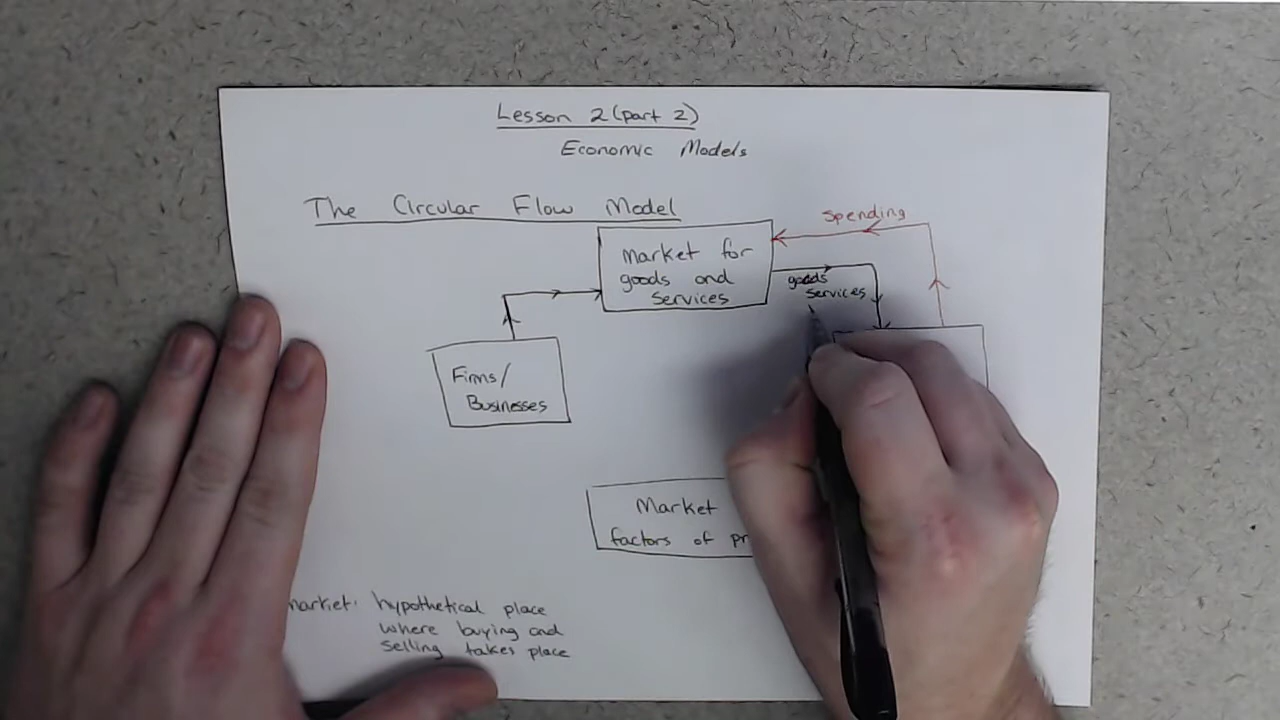 Lesson 2 (part 2)
Economic Models
The Circular Flow Model
Spending
Market for
goods and
services
goods
services
Firms/
Businesses
Market
factors of
market: hypothetical place
where buying and
selling takes place